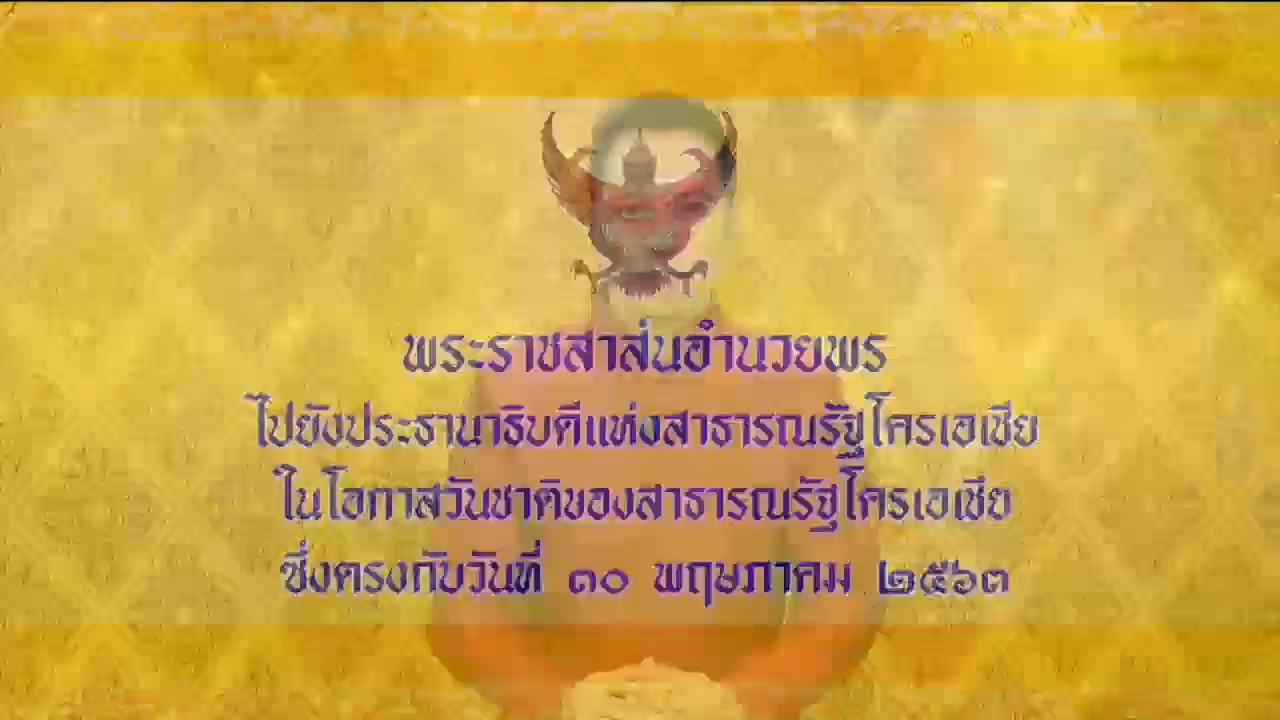 พระราชสาส์นอำนวยพร
ไปยังประธานาธิบดีแห่งสาธารณรัฐโครเอเชีย
ในโอกาสวันชาติของสาธารณรัฐโครเอเชีย
ซึ่งตรงกับวันที่ ๓๐ พฤษภาคม ๒๕๖๓